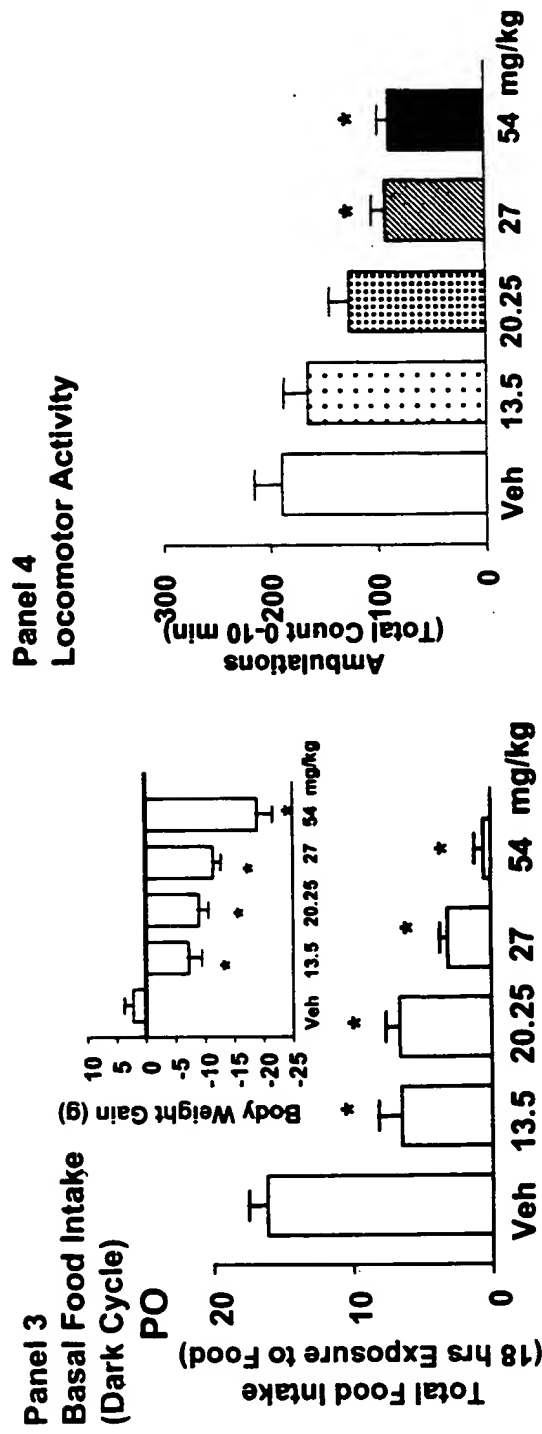 Panel 3
Basal Food Intake
(Dark Cycle)
PO
Total Food Intake
(18 hrs Exposure to Food)
20
10
0
Veh 13.5 20.25 27 54 mg/kg
* * * *
Body Weight Gain (g)
10
5
0
-5
-10
-15
-20
-25
Veh 13.5 20.25 27 54 mg/kg
* * * *
Panel 4
Locomotor Activity
Ambulations
(Total Count 0-10 min)
300
200
100
0
Veh 13.5 20.25 27 54 mg/kg
* *